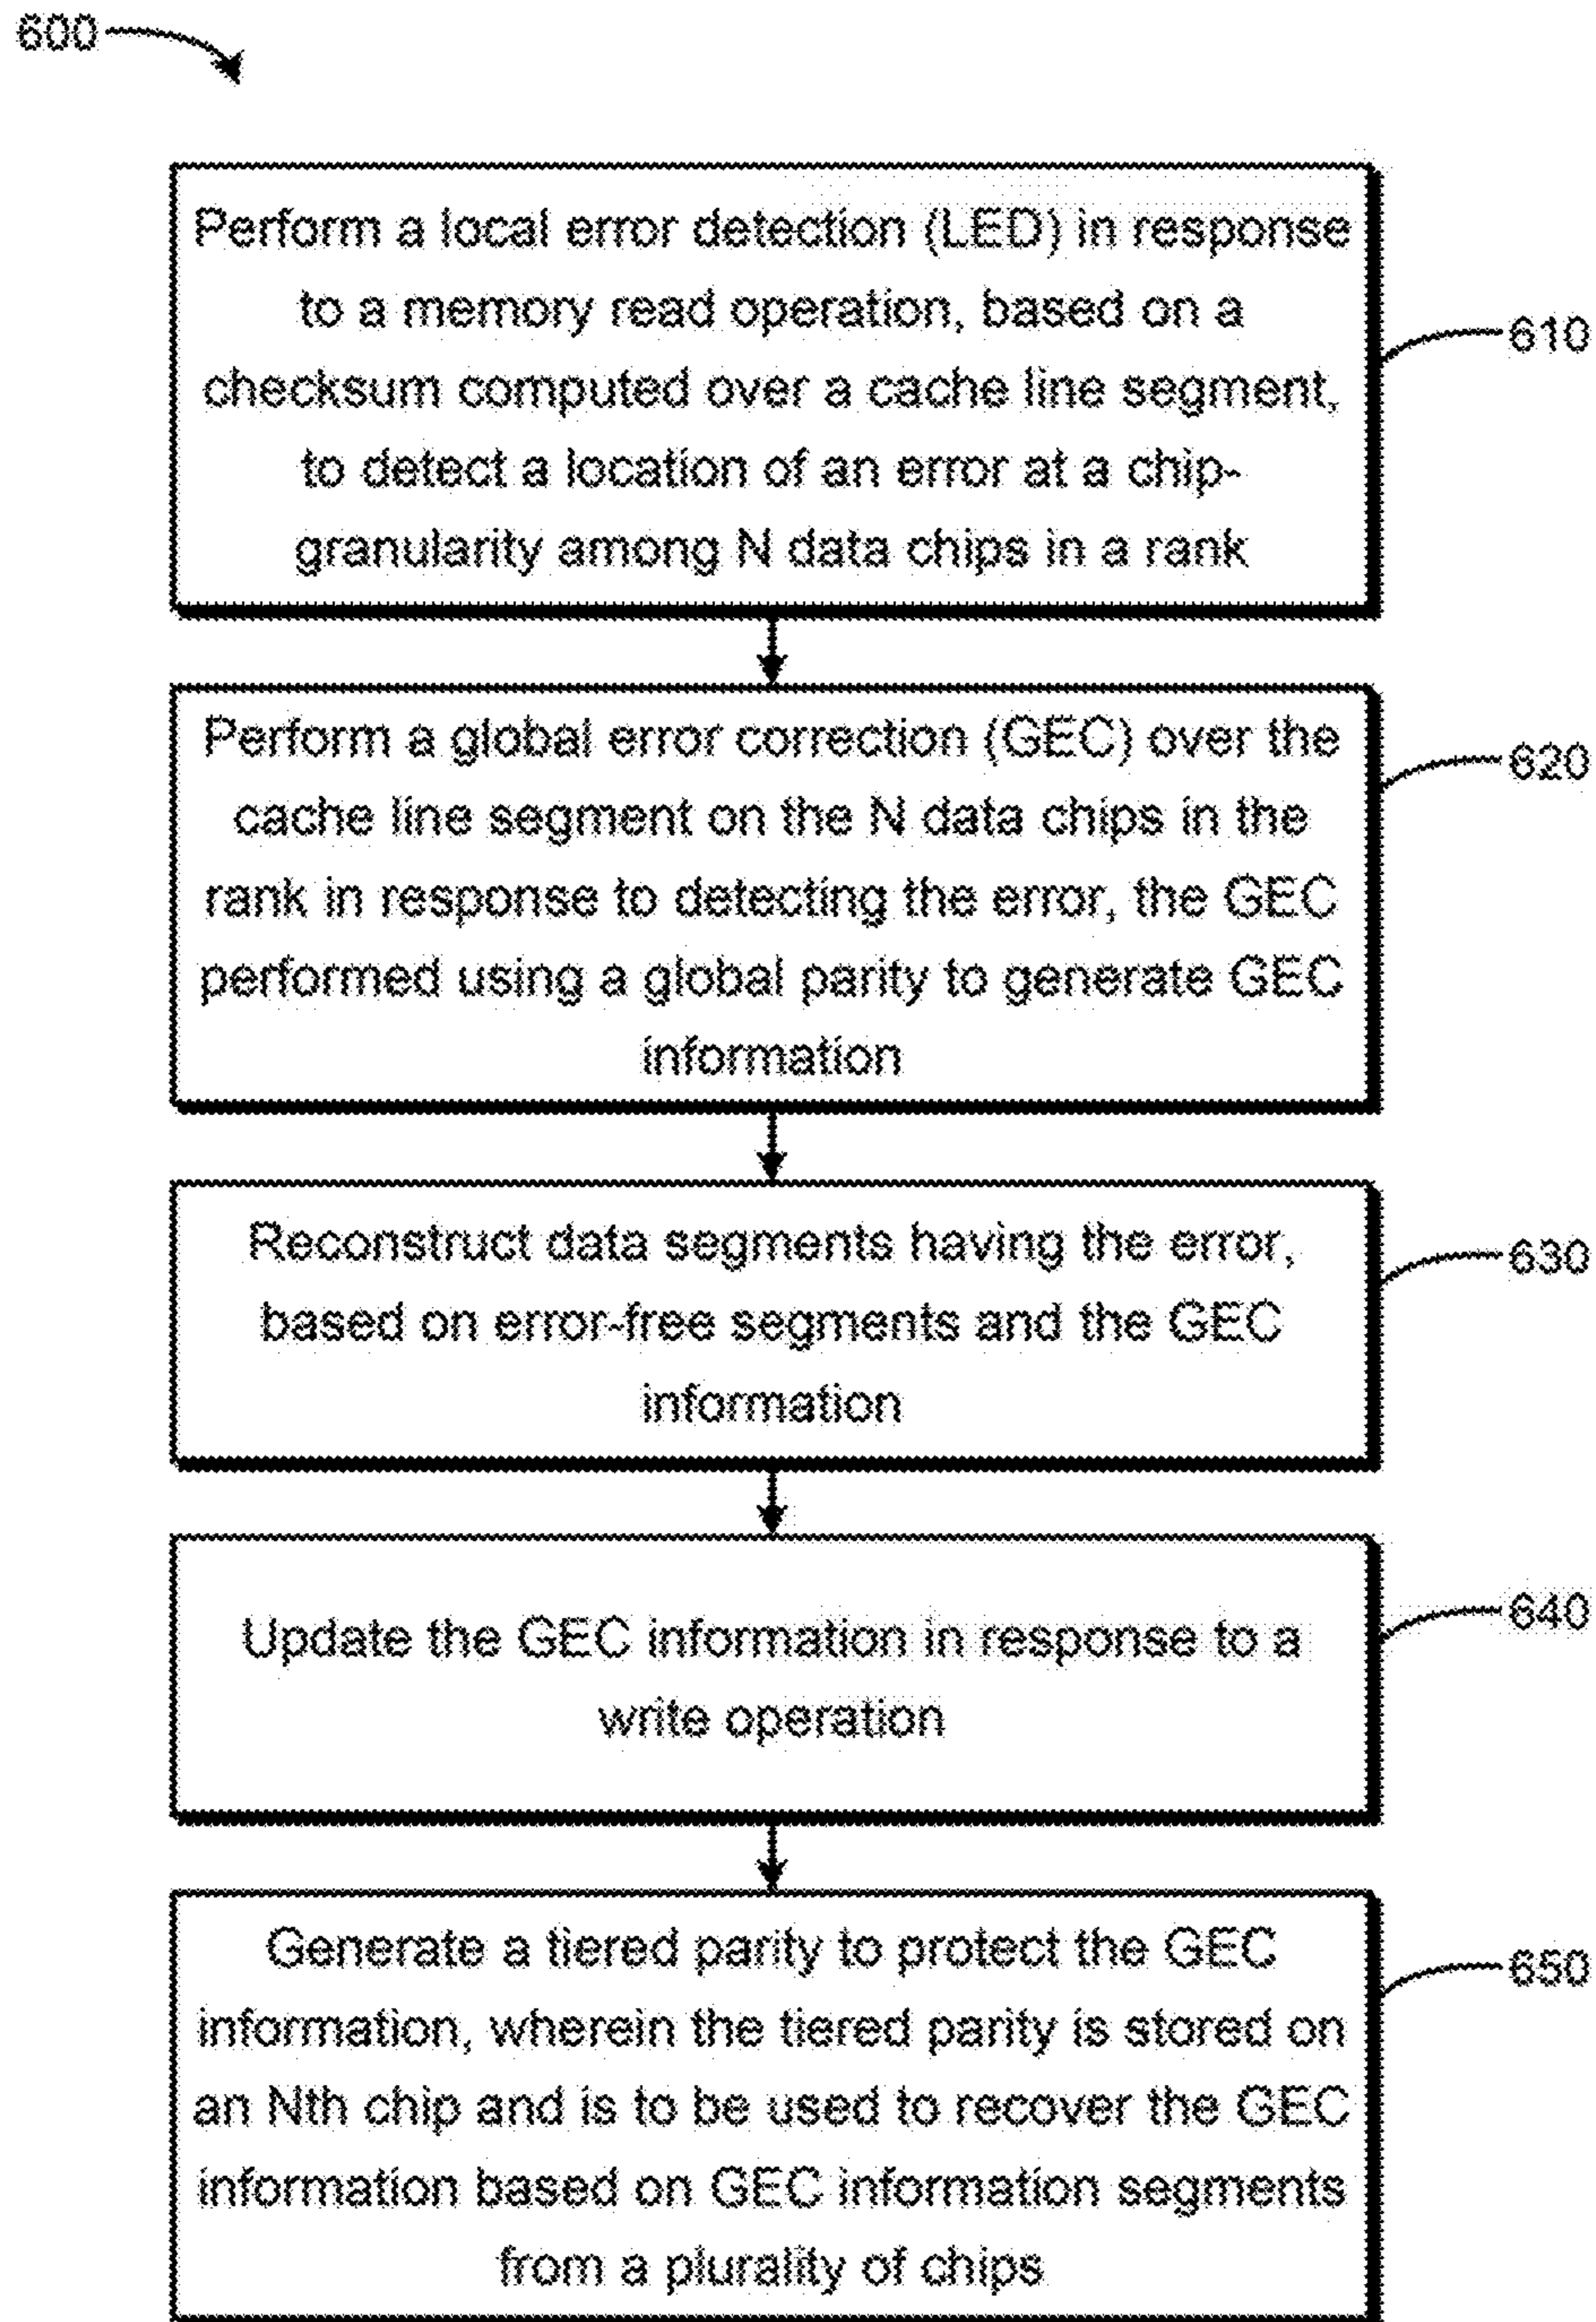 600
Perform a local error detection (LED) in response
to a memory read operation, based on a
checksum computed over a cache line segment,
to detect a location of an error at a chip-
granularity among N data chips in a rank
610
Perform a global error correction (GEC) over the
cache line segment on the N data chips in the
rank in response to detecting the error, the GEC
performed using a global parity to generate GEC
information
620
Reconstruct data segments having the error,
based on error-free segments and the GEC
information
630
Update the GEC information in response to a
write operation
640
Generate a tiered parity to protect the GEC
information, wherein the tiered parity is stored on
an Nth chip and is to be used to recover the GEC
information based on GEC information segments
from a plurality of chips
650